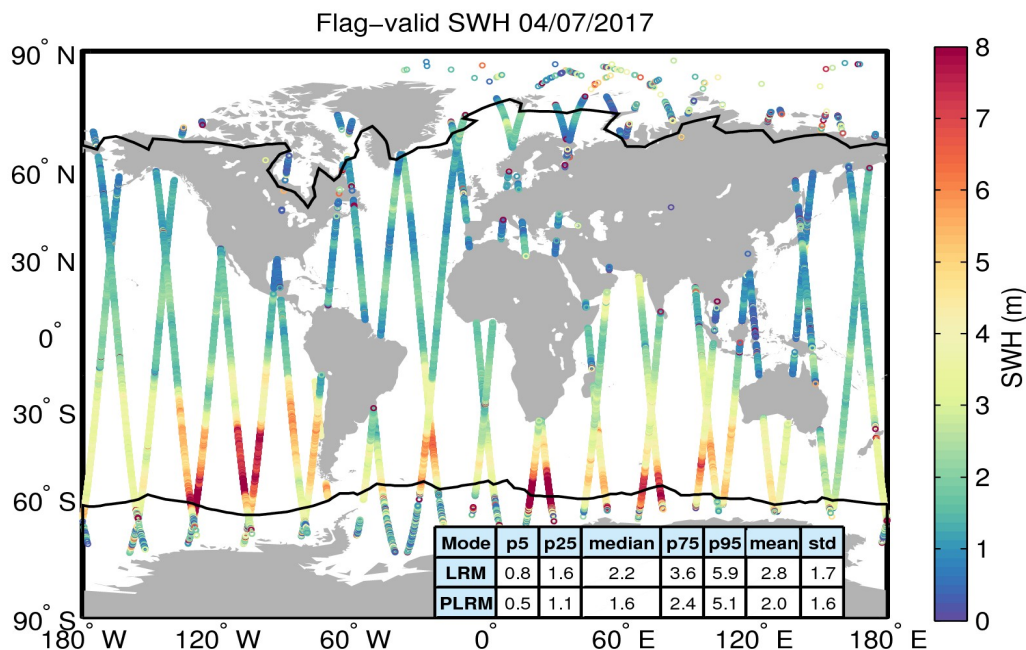 Flag−valid SWH 04/07/2017
90° N
60° N
30° N
0°
30° S
60° S
90° S
180° W
120° W
60° W
0°
60° E
120° E
180° E
8
7
6
5
4
3
2
1
0
SWH (m)
Mode p5 p25 median p75 p95 mean std
LRM 0.8 1.6 2.2 3.6 5.9 2.8 1.7
PLRM 0.5 1.1 1.6 2.4 5.1 2.0 1.6